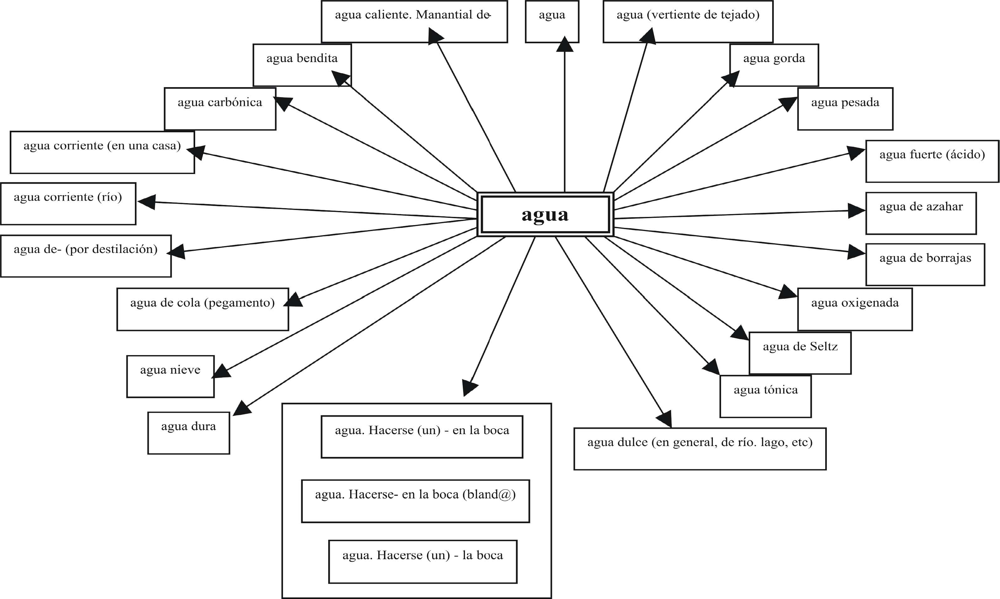 agua caliente. Manantial de-
agua
agua (vertiente de tejado)
agua bendita
agua gorda
agua carbónica
agua pesada
agua corriente (en una casa)
agua fuerte (ácido)
agua corriente (río)
agua de azahar
agua
agua de- (por destilación)
agua de borrajas
agua de cola (pegamento)
agua oxigenada
agua de Seltz
agua nieve
agua tónica
agua dura
agua. Hacerse (un) - en la boca
agua dulce (en general, de río. lago, etc)
agua. Hacerse- en la boca (bland@)
agua. Hacerse (un) - la boca